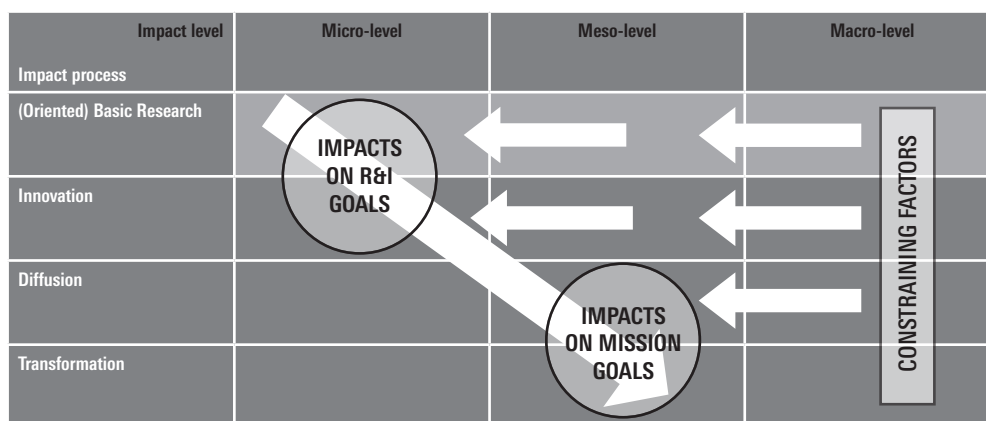 Impact level
Micro-level
Meso-level
Macro-level
Impact process
(Oriented) Basic Research
IMPACTS
ON R&I
GOALS
Innovation
Diffusion
IMPACTS
ON MISSION
GOALS
Transformation
CONSTRAINING FACTORS